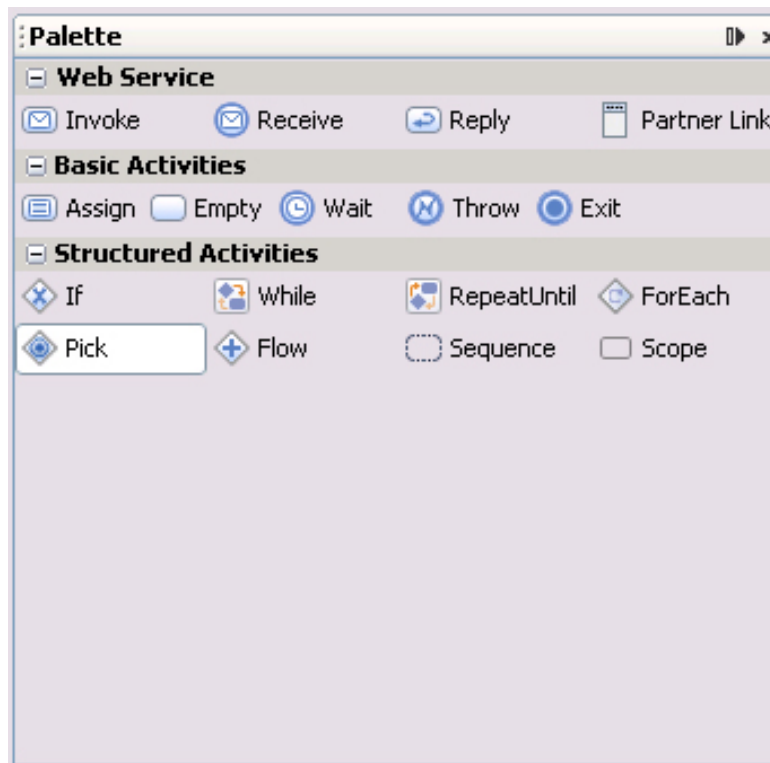 Palette
Web Service
Invoke Receive Reply Partner Link
Basic Activities
Assign Empty Wait Throw Exit
Structured Activities
If While RepeatUntil ForEach
Pick Flow Sequence Scope